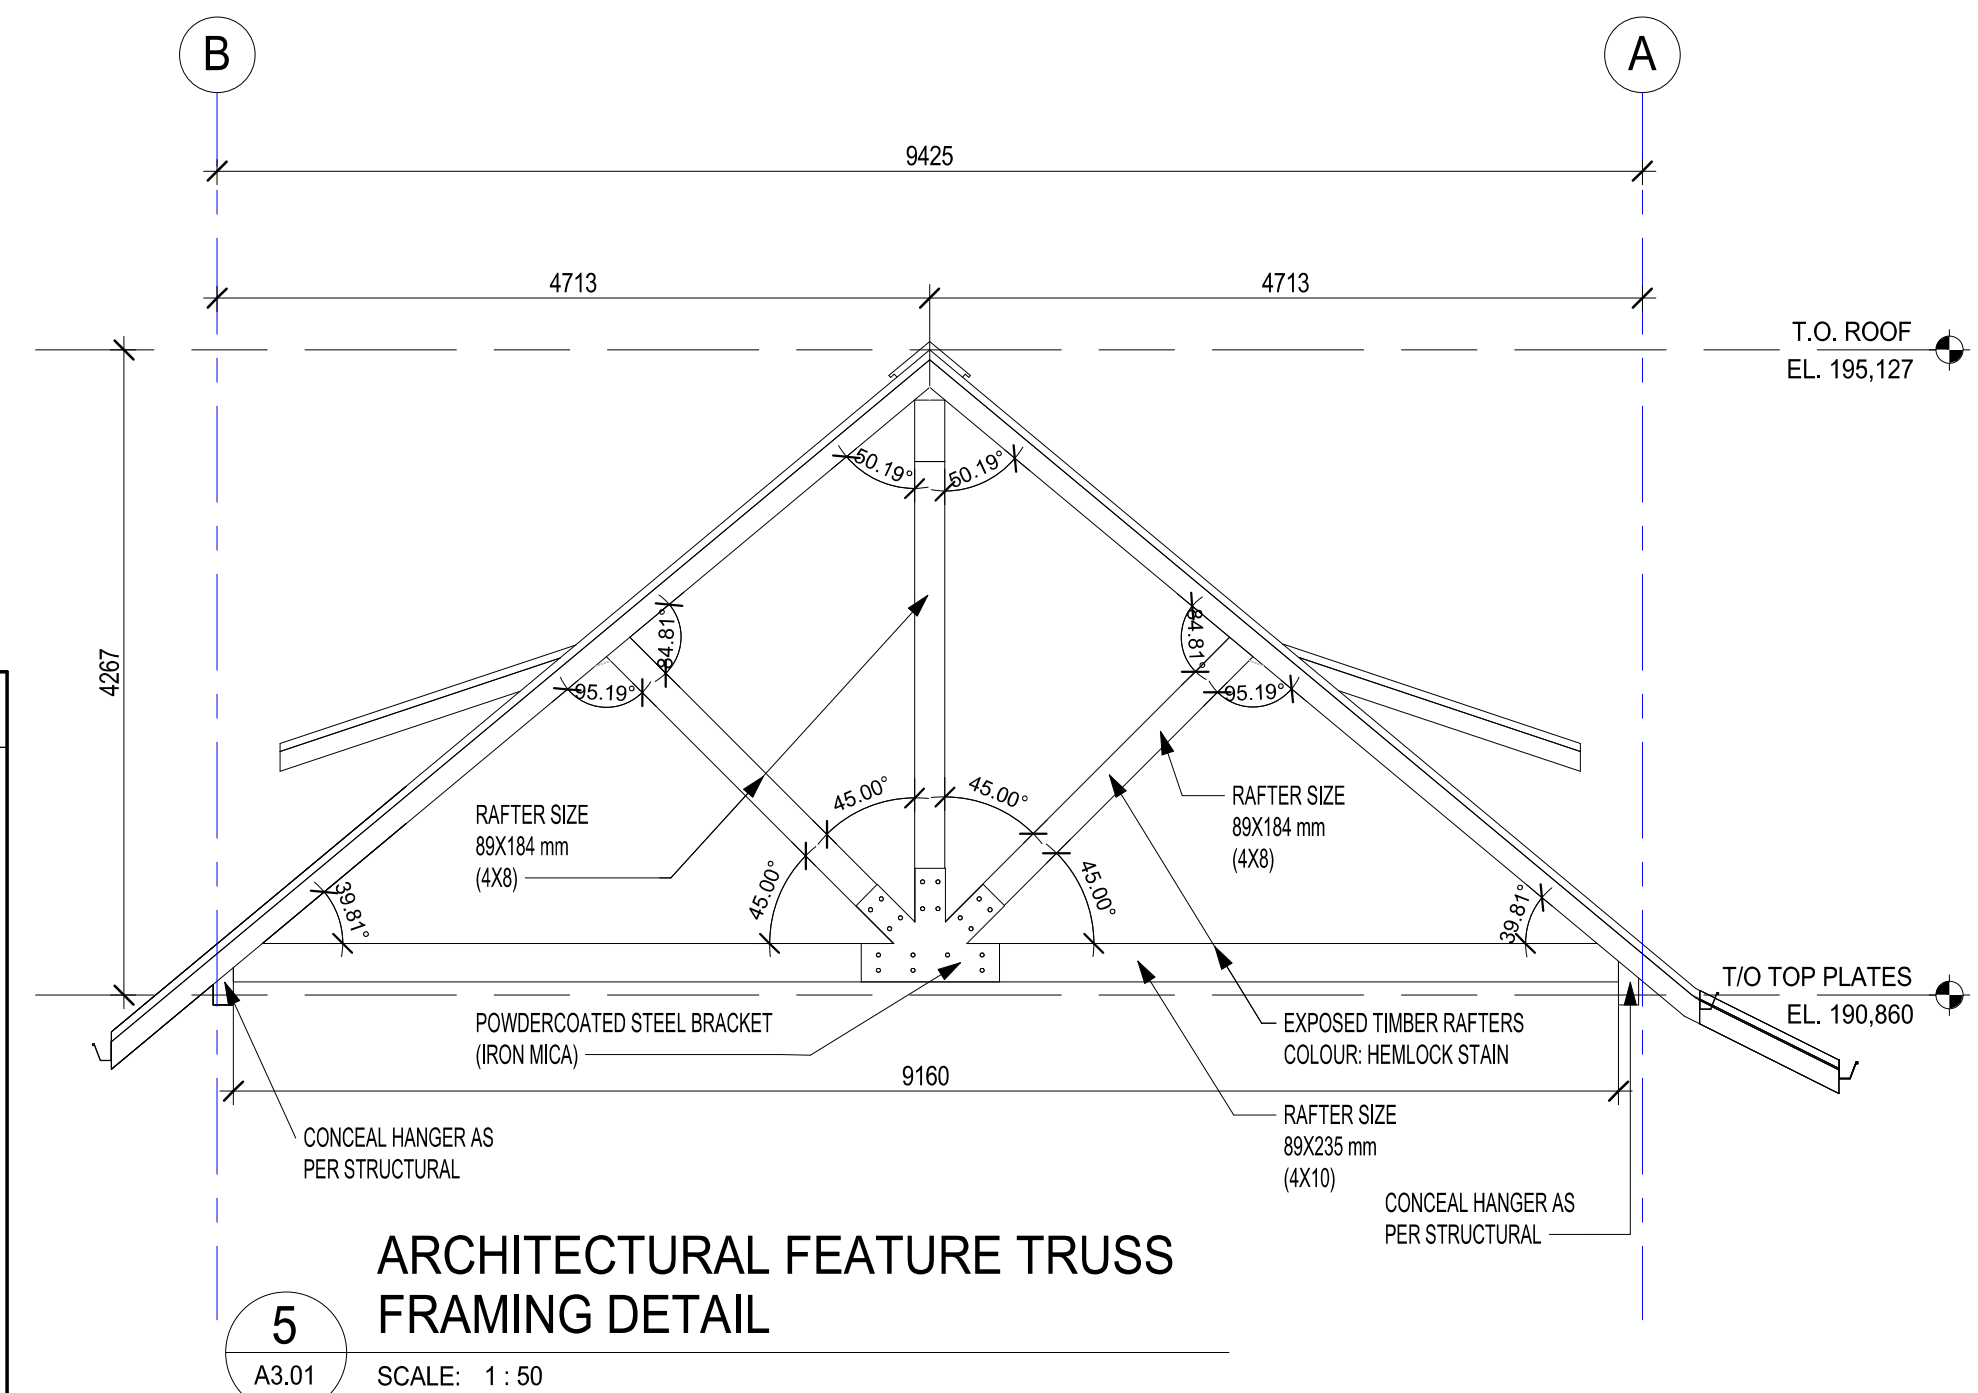 B
A
9425
4713
4713
T.O. ROOF
EL. 195,127
50.19°
50.19°
4267
84.81°
84.81°
95.19°
95.19°
RAFTER SIZE
89X184 mm
(4X8)
45.00°
45.00°
RAFTER SIZE
89X184 mm
(4X8)
45.00°
45.00°
39.81°
39.81°
T/O TOP PLATES
EL. 190,860
POWDERCOATED STEEL BRACKET
(IRON MICA)
EXPOSED TIMBER RAFTERS
COLOUR: HEMLOCK STAIN
9160
CONCEAL HANGER AS
PER STRUCTURAL
RAFTER SIZE
89X235 mm
(4X10)
CONCEAL HANGER AS
PER STRUCTURAL
ARCHITECTURAL FEATURE TRUSS
FRAMING DETAIL
5
A3.01
SCALE: 1 : 50